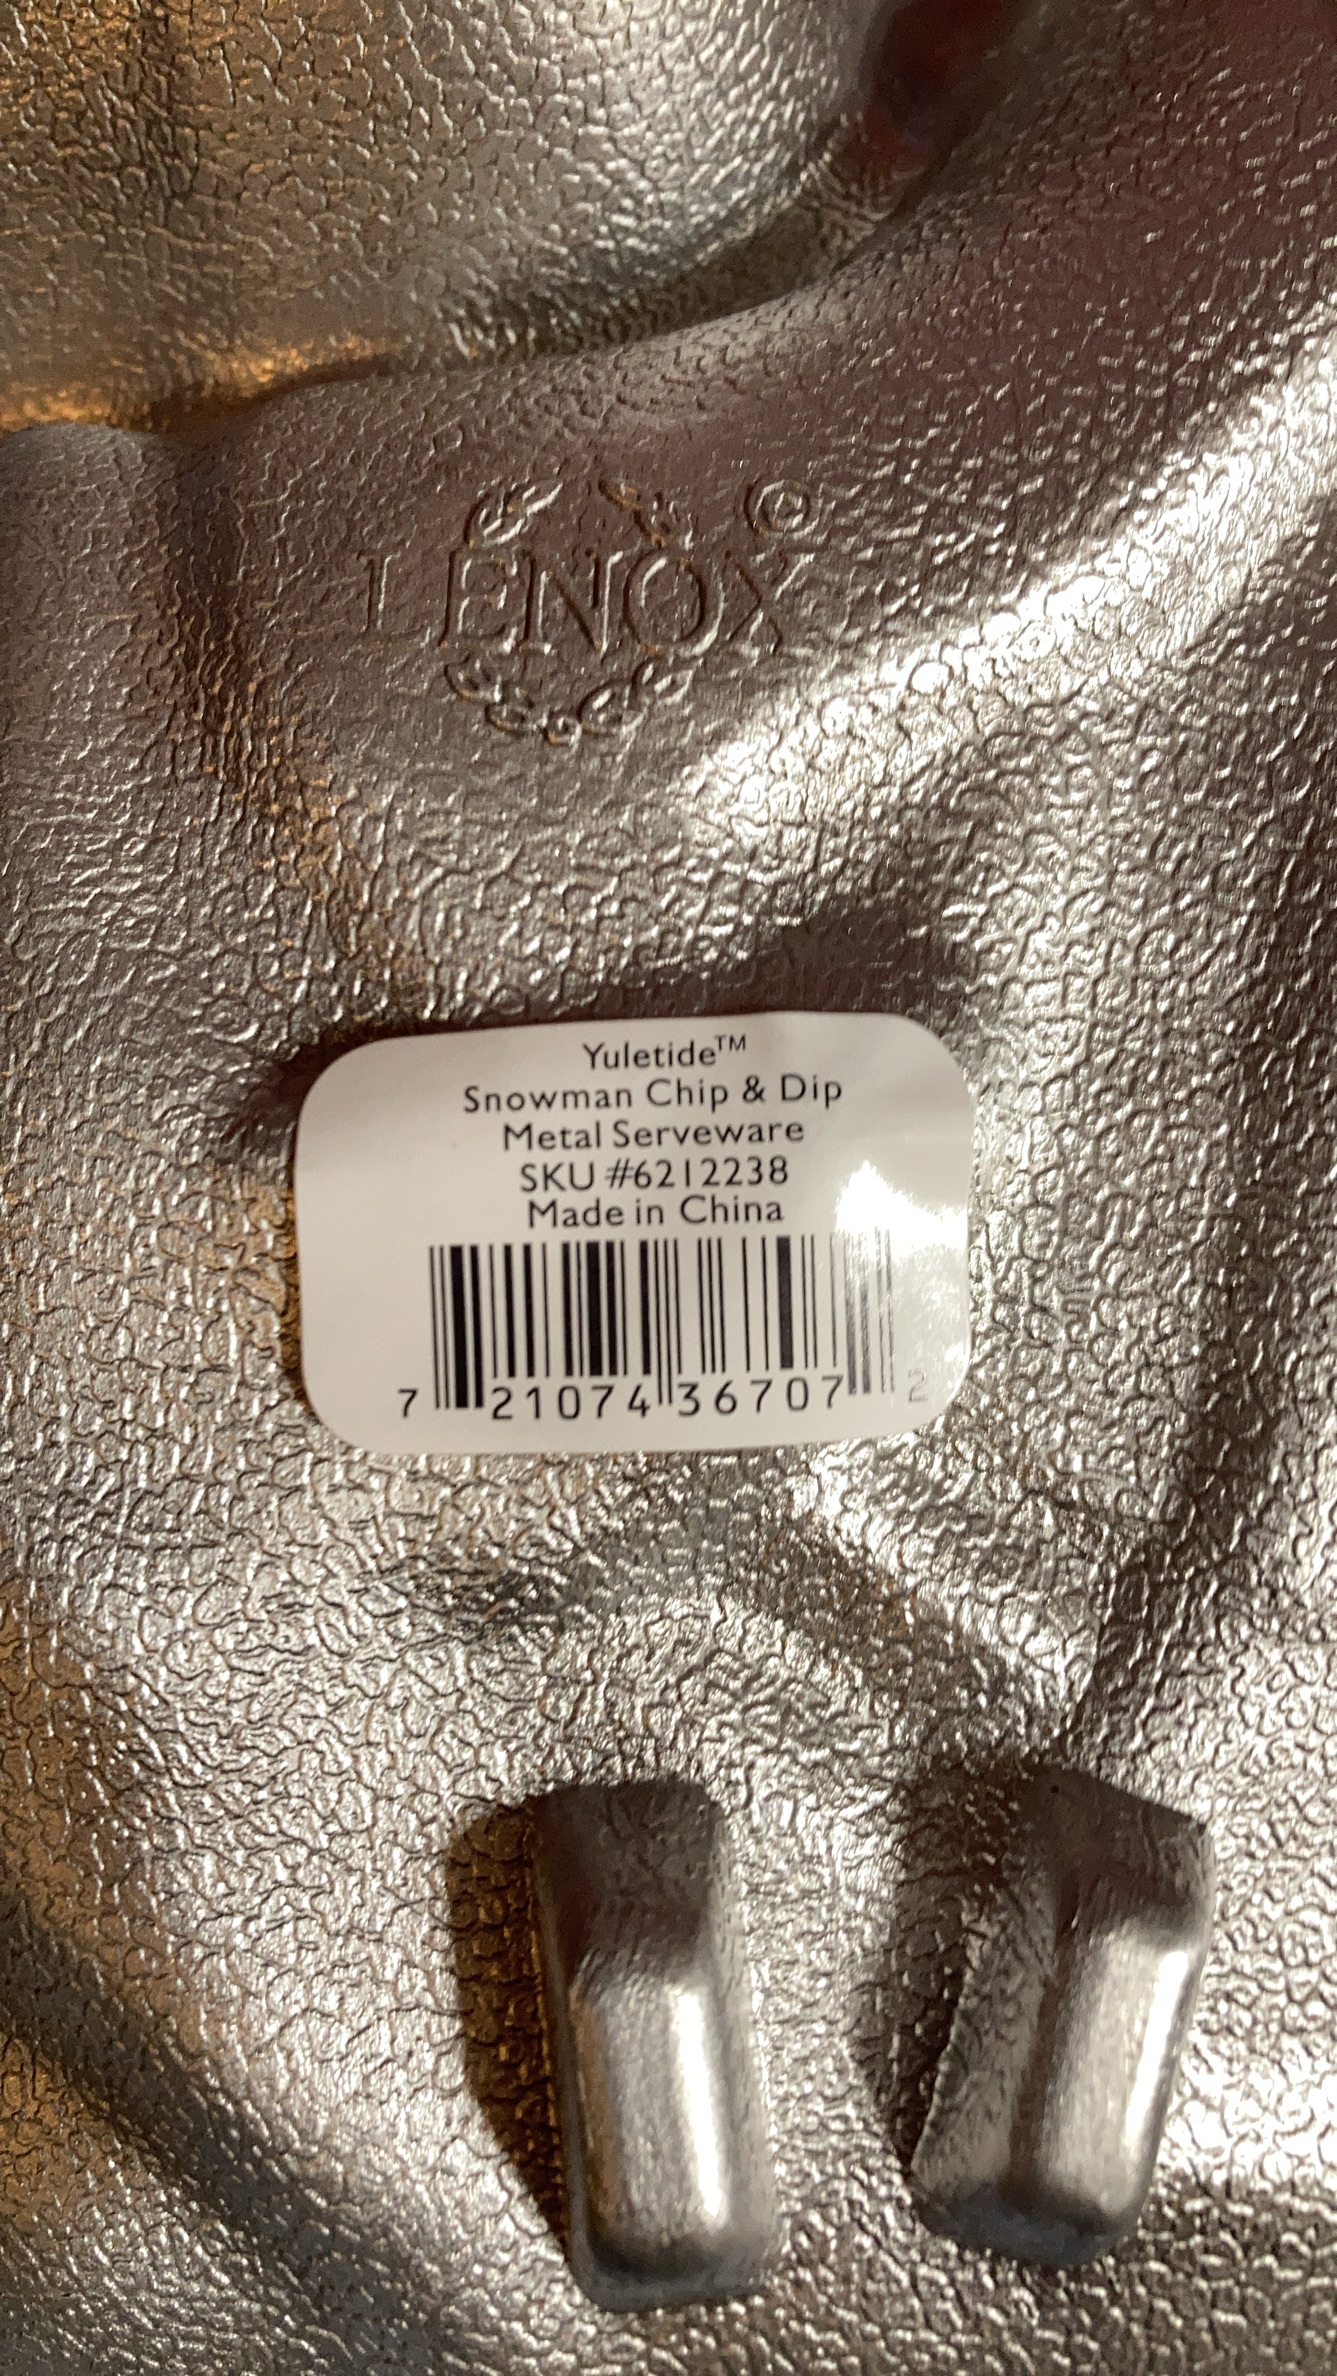 LENOX ©
Yuletide™
Snowman Chip & Dip
Metal Serveware
SKU #6212238
Made in China
7 21074 36707 2